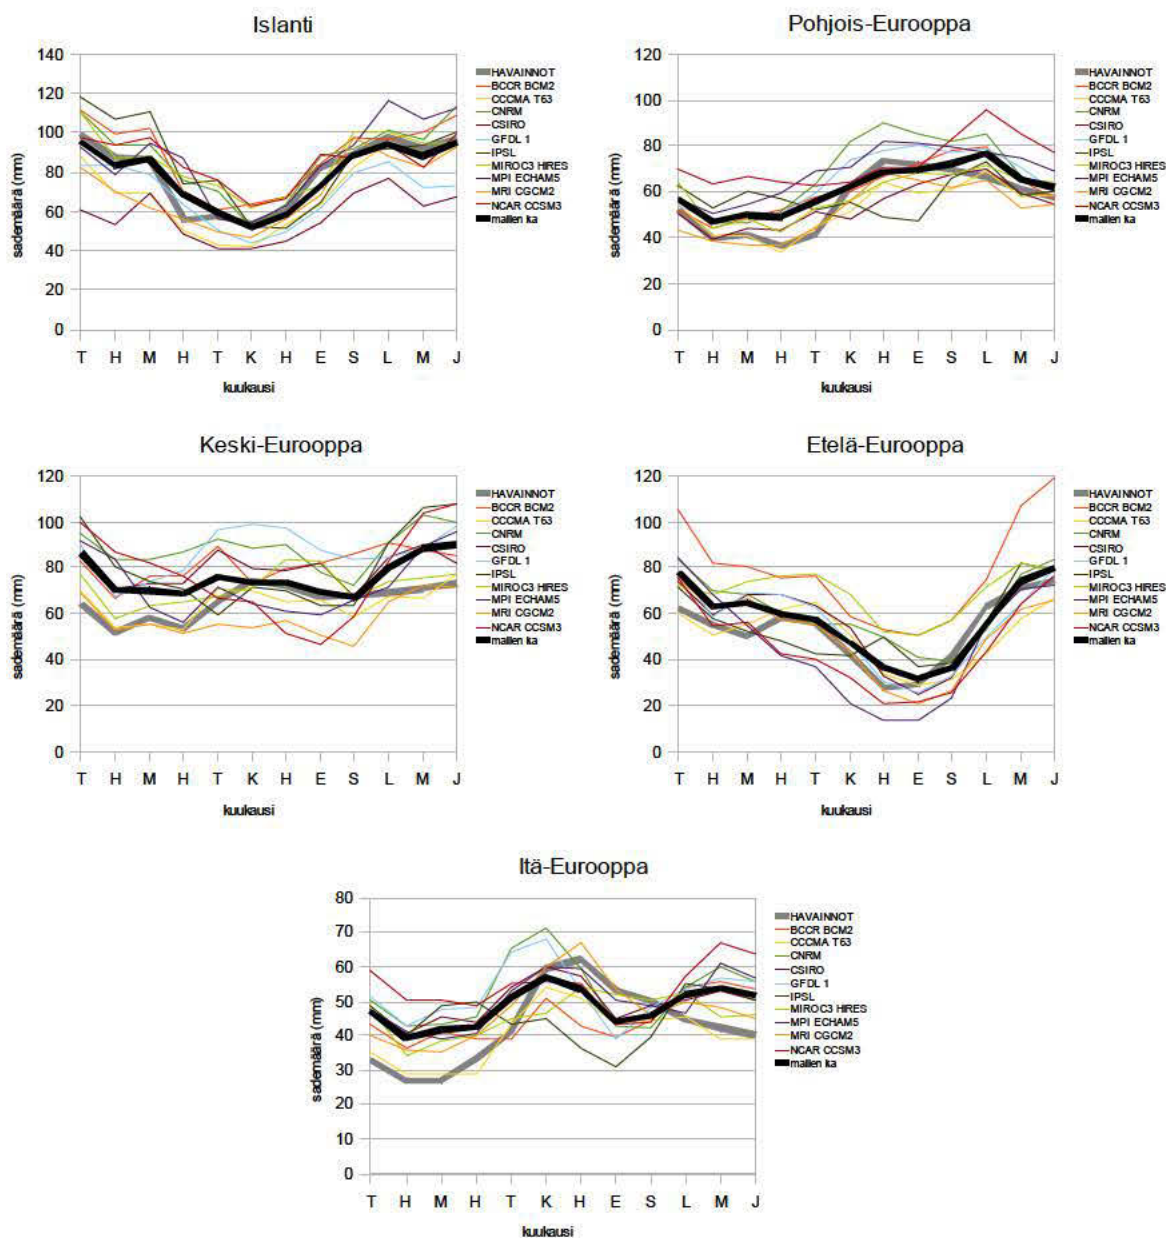 Islanti
140
120
100
80
60
40
20
0
sademäärä (mm)
T H M H T K H E S L M J
kuukausi
HAVAINNOT
BCCR BCM2
CCCMA T63
CNRM
CSIRO
GFDL 1
IPSL
MIROC3 HIRES
MPI ECHAM5
MRI CGCM2
NCAR CCSM3
mallien ka
Pohjois-Eurooppa
120
100
80
60
40
20
0
sademäärä (mm)
T H M H T K H E S L M J
kuukausi
HAVAINNOT
BCCR BCM2
CCCMA T63
CNRM
CSIRO
GFDL 1
IPSL
MIROC3 HIRES
MPI ECHAM5
MRI CGCM2
NCAR CCSM3
mallien ka
Keski-Eurooppa
120
100
80
60
40
20
0
sademäärä (mm)
T H M H T K H E S L M J
kuukausi
HAVAINNOT
BCCR BCM2
CCCMA T63
CNRM
CSIRO
GFDL 1
IPSL
MIROC3 HIRES
MPI ECHAM5
MRI CGCM2
NCAR CCSM3
mallien ka
Etelä-Eurooppa
120
100
80
60
40
20
0
sademäärä (mm)
T H M H T K H E S L M J
kuukausi
HAVAINNOT
BCCR BCM2
CCCMA T63
CNRM
CSIRO
GFDL 1
IPSL
MIROC3 HIRES
MPI ECHAM5
MRI CGCM2
NCAR CCSM3
mallien ka
Itä-Eurooppa
80
70
60
50
40
30
20
10
0
sademäärä (mm)
T H M H T K H E S L M J
kuukausi
HAVAINNOT
BCCR BCM2
CCCMA T63
CNRM
CSIRO
GFDL 1
IPSL
MIROC3 HIRES
MPI ECHAM5
MRI CGCM2
NCAR CCSM3
mallien ka